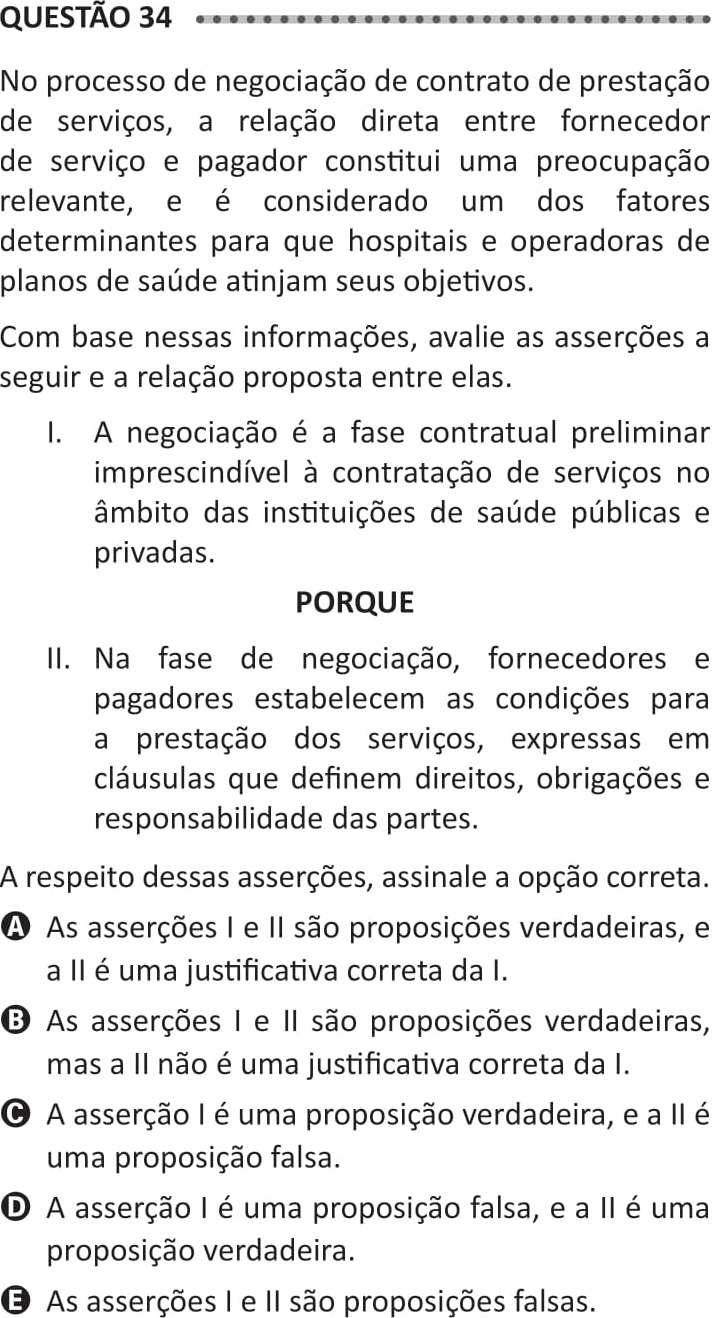 QUESTÃO 34
No processo de negociação de contrato de prestação
de serviços, a relação direta entre fornecedor
de serviço e pagador constitui uma preocupação
relevante, e é considerado um dos fatores
determinantes para que hospitais e operadoras de
planos de saúde atinjam seus objetivos.
Com base nessas informações, avalie as asserções a
seguir e a relação proposta entre elas.
I. A negociação é a fase contratual preliminar
imprescindível à contratação de serviços no
âmbito das instituições de saúde públicas e
privadas.
PORQUE
II. Na fase de negociação, fornecedores e
pagadores estabelecem as condições para
a prestação dos serviços, expressas em
cláusulas que definem direitos, obrigações e
responsabilidade das partes.
A respeito dessas asserções, assinale a opção correta.
A As asserções I e II são proposições verdadeiras, e
a II é uma justificativa correta da I.
B As asserções I e II são proposições verdadeiras,
mas a II não é uma justificativa correta da I.
C A asserção I é uma proposição verdadeira, e a II é
uma proposição falsa.
D A asserção I é uma proposição falsa, e a II é uma
proposição verdadeira.
E As asserções I e II são proposições falsas.